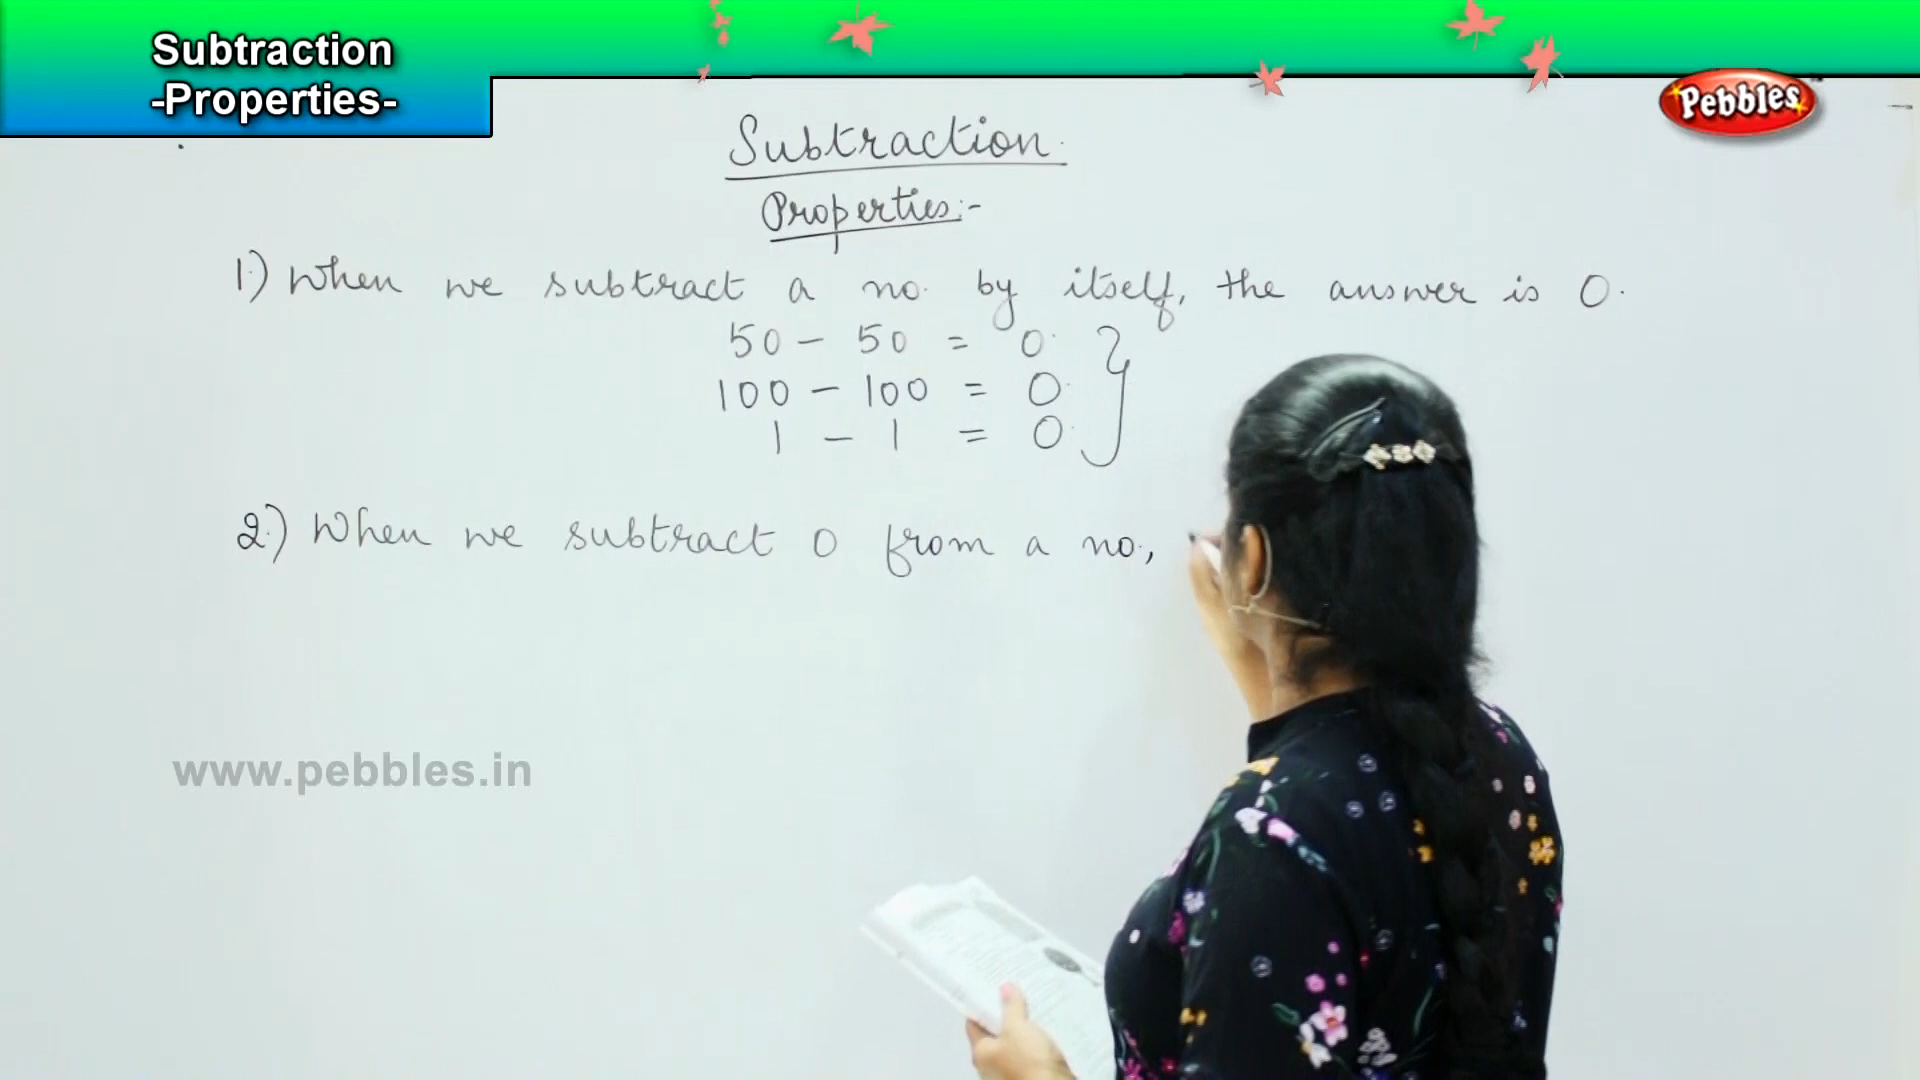 Subtraction
-Properties-
Pebbles
Subtraction.
Properties:-
1.) When we subtract a no. by itself, the answer is 0.
50 - 50 = 0.
100 - 100 = 0.
1 - 1 = 0.
2.) When we subtract 0 from a no.,
www.pebbles.in